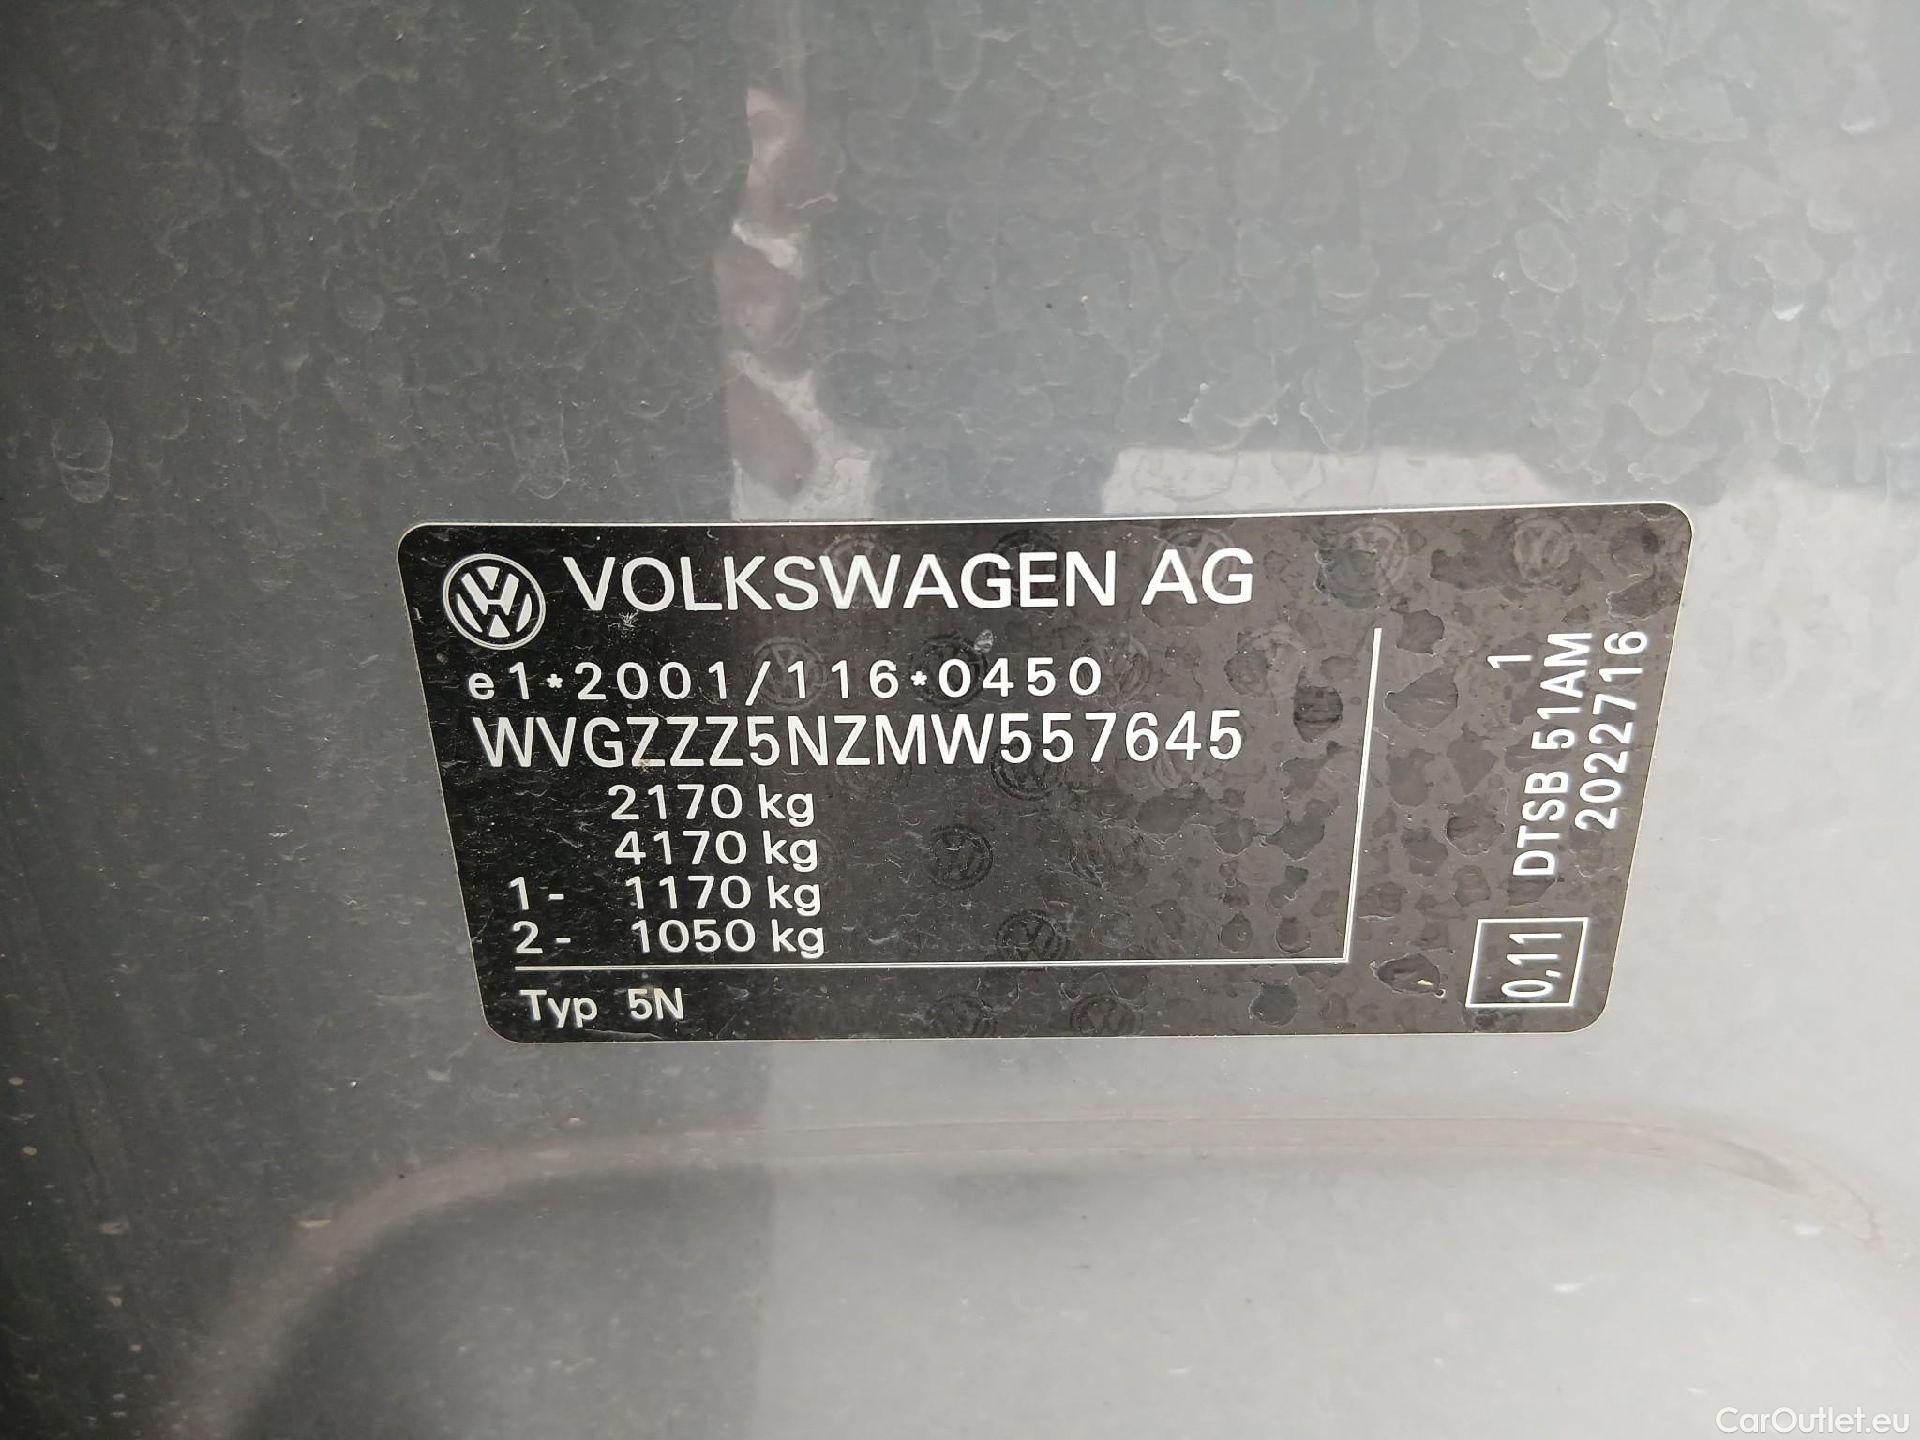 VOLKSWAGEN AG
e1*2001/116*0450
WVGZZZ5NZMW557645
2170 kg
4170 kg
1- 1170 kg
2- 1050 kg
Typ 5N
1
DTSB 51AM
2022716
0,11
CarOutlet.eu